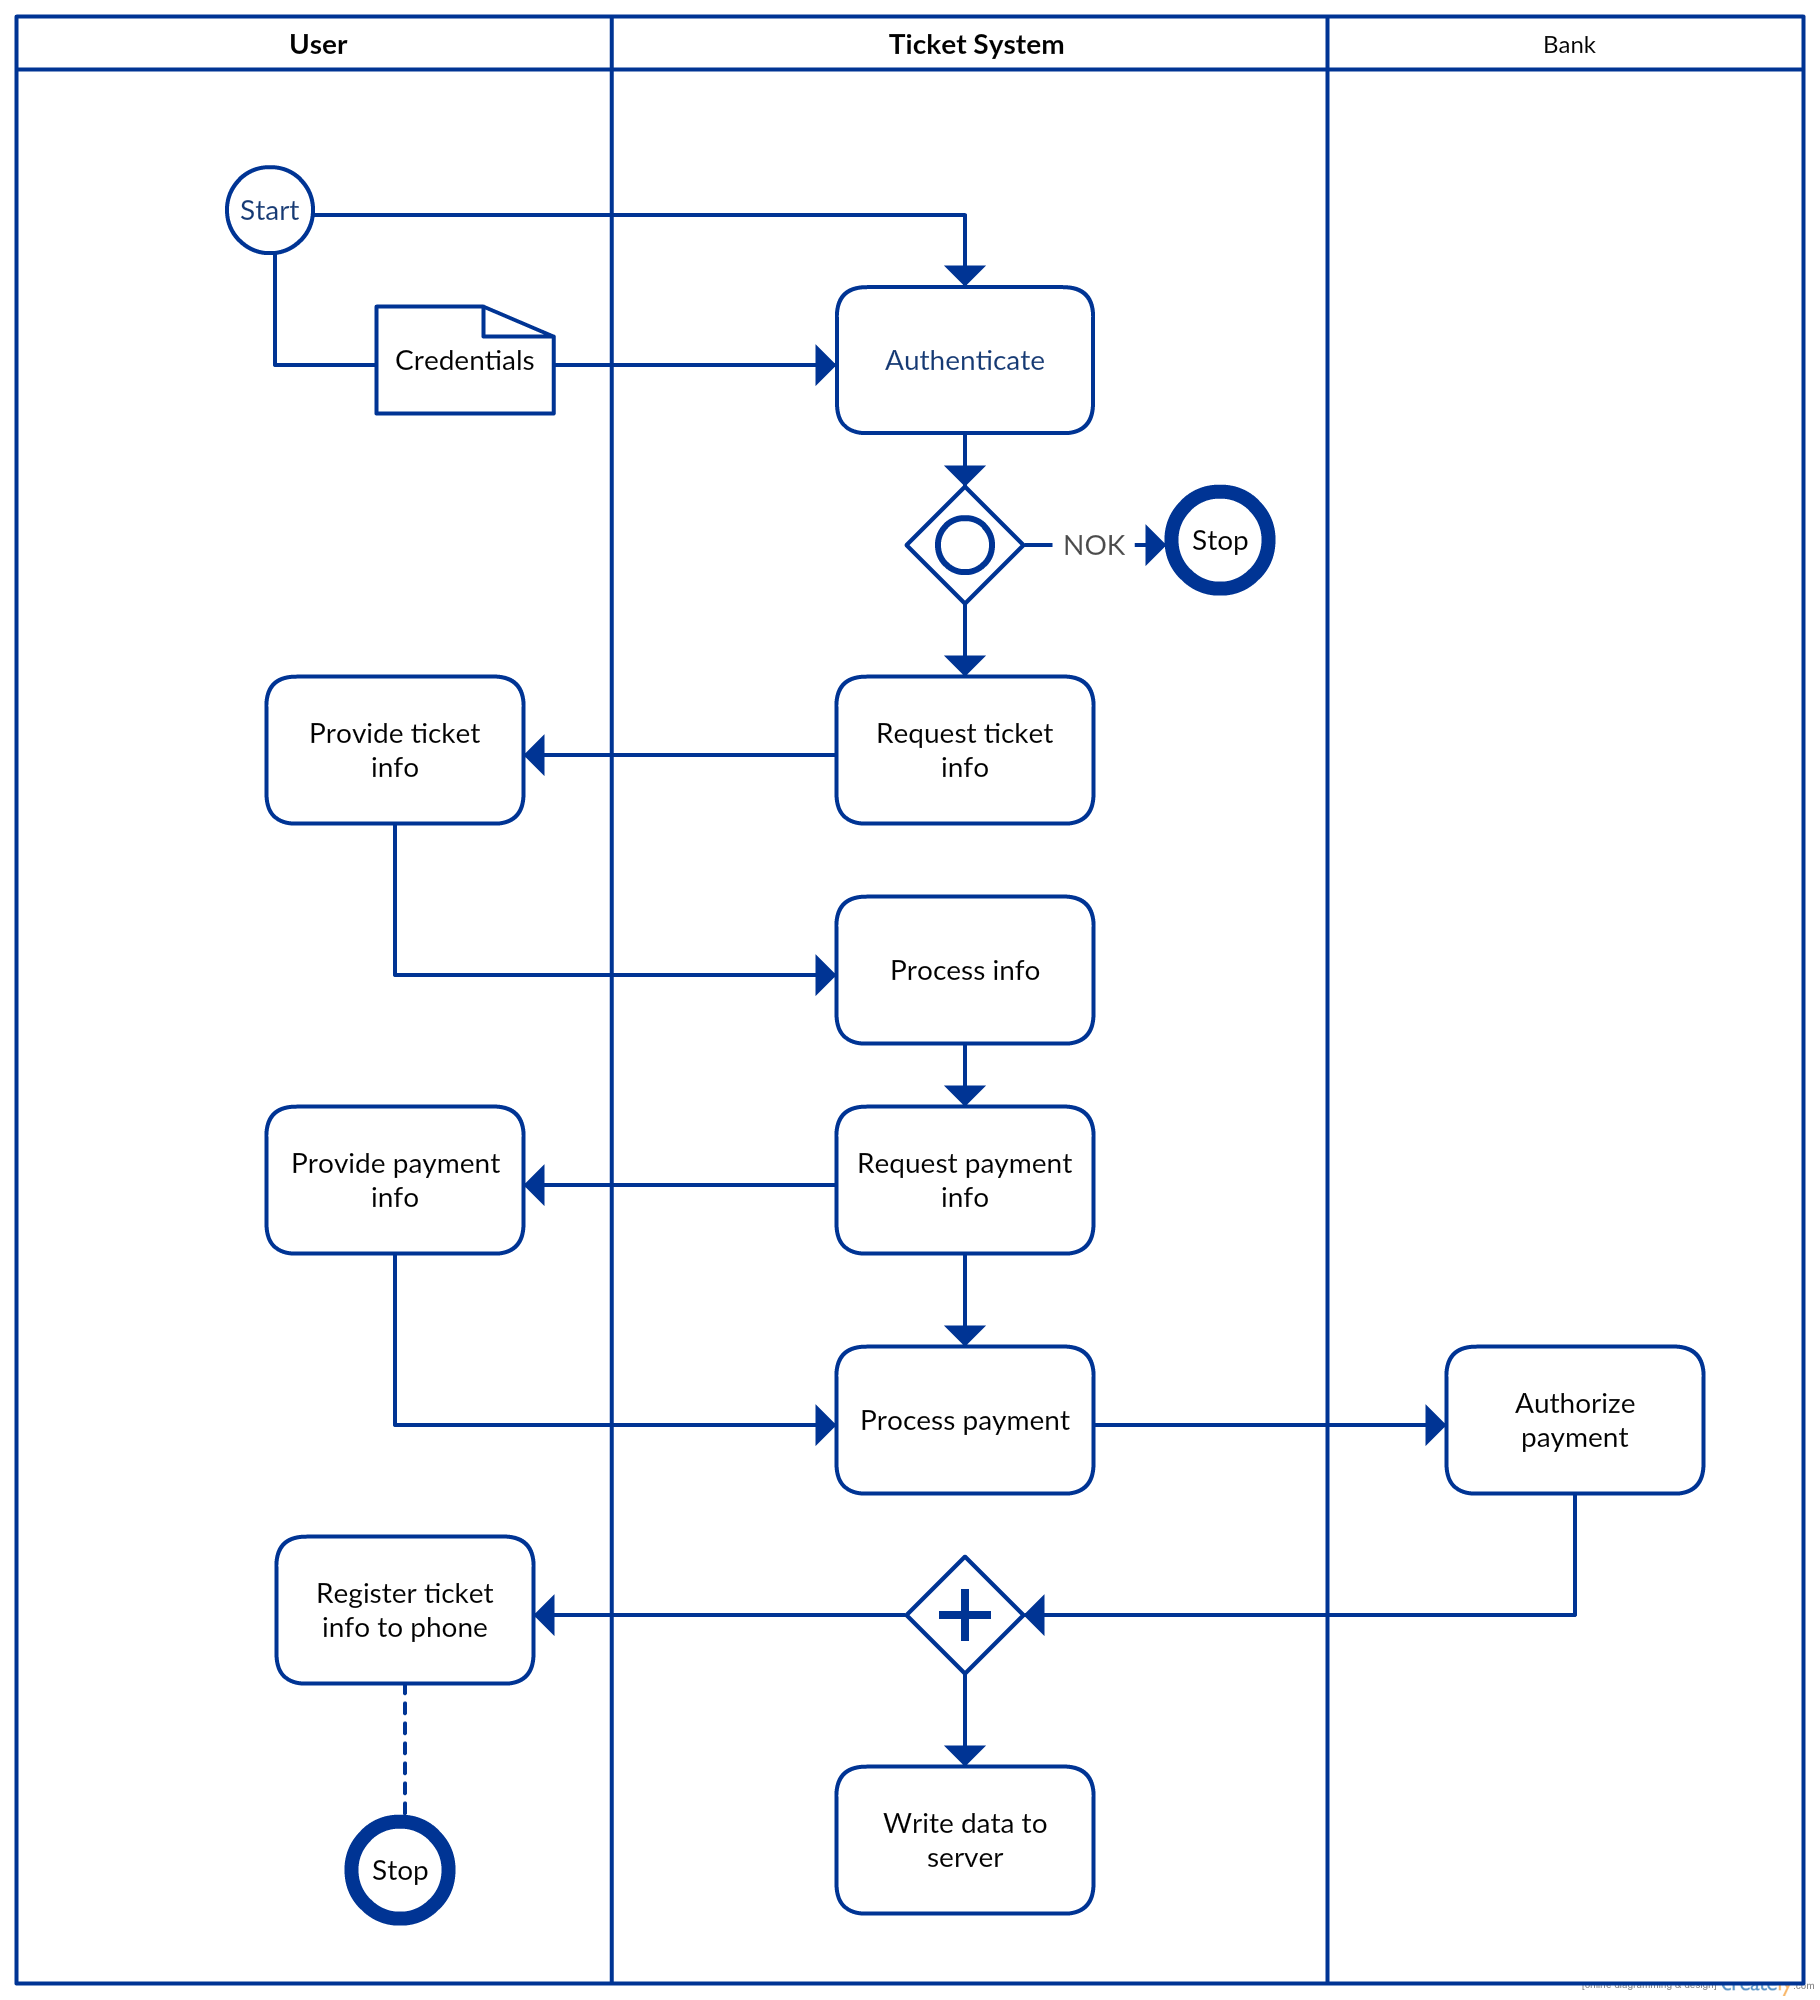 User
Ticket System
Bank
Start
Credentials
Authenticate
NOK
Stop
Provide ticket
info
Request ticket
info
Process info
Provide payment
info
Request payment
info
Process payment
Authorize
payment
Register ticket
info to phone
Write data to
server
Stop
[online diagramming & design] creately.com